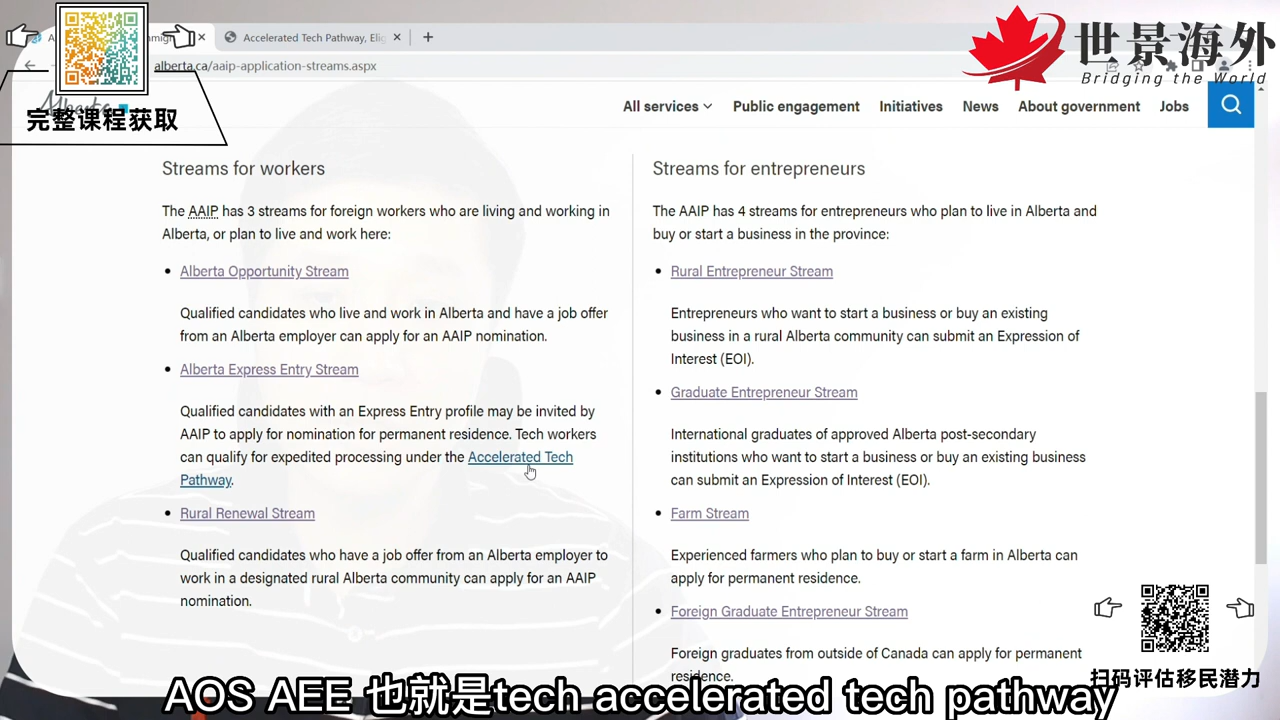 Accelerated Tech Pathway, Elig
alberta.ca/aaip-application-streams.aspx
世景海外
Bridging the World
完整课程获取
All services
Public engagement
Initiatives
News
About government
Jobs
Streams for workers
The AAIP has 3 streams for foreign workers who are living and working in
Alberta, or plan to live and work here:
Alberta Opportunity Stream
Qualified candidates who live and work in Alberta and have a job offer
from an Alberta employer can apply for an AAIP nomination.
Alberta Express Entry Stream
Qualified candidates with an Express Entry profile may be invited by
AAIP to apply for nomination for permanent residence. Tech workers
can qualify for expedited processing under the Accelerated Tech
Pathway.
Rural Renewal Stream
Qualified candidates who have a job offer from an Alberta employer to
work in a designated rural Alberta community can apply for an AAIP
nomination.
Streams for entrepreneurs
The AAIP has 4 streams for entrepreneurs who plan to live in Alberta and
buy or start a business in the province:
Rural Entrepreneur Stream
Entrepreneurs who want to start a business or buy an existing
business in a rural Alberta community can submit an Expression of
Interest (EOI).
Graduate Entrepreneur Stream
International graduates of approved Alberta post-secondary
institutions who want to start a business or buy an existing business
can submit an Expression of Interest (EOI).
Farm Stream
Experienced farmers who plan to buy or start a farm in Alberta can
apply for permanent residence.
Foreign Graduate Entrepreneur Stream
Foreign graduates from outside of Canada can apply for permanent
residence.
扫码评估移民潜力
AOS AEE 也就是tech accelerated tech pathway